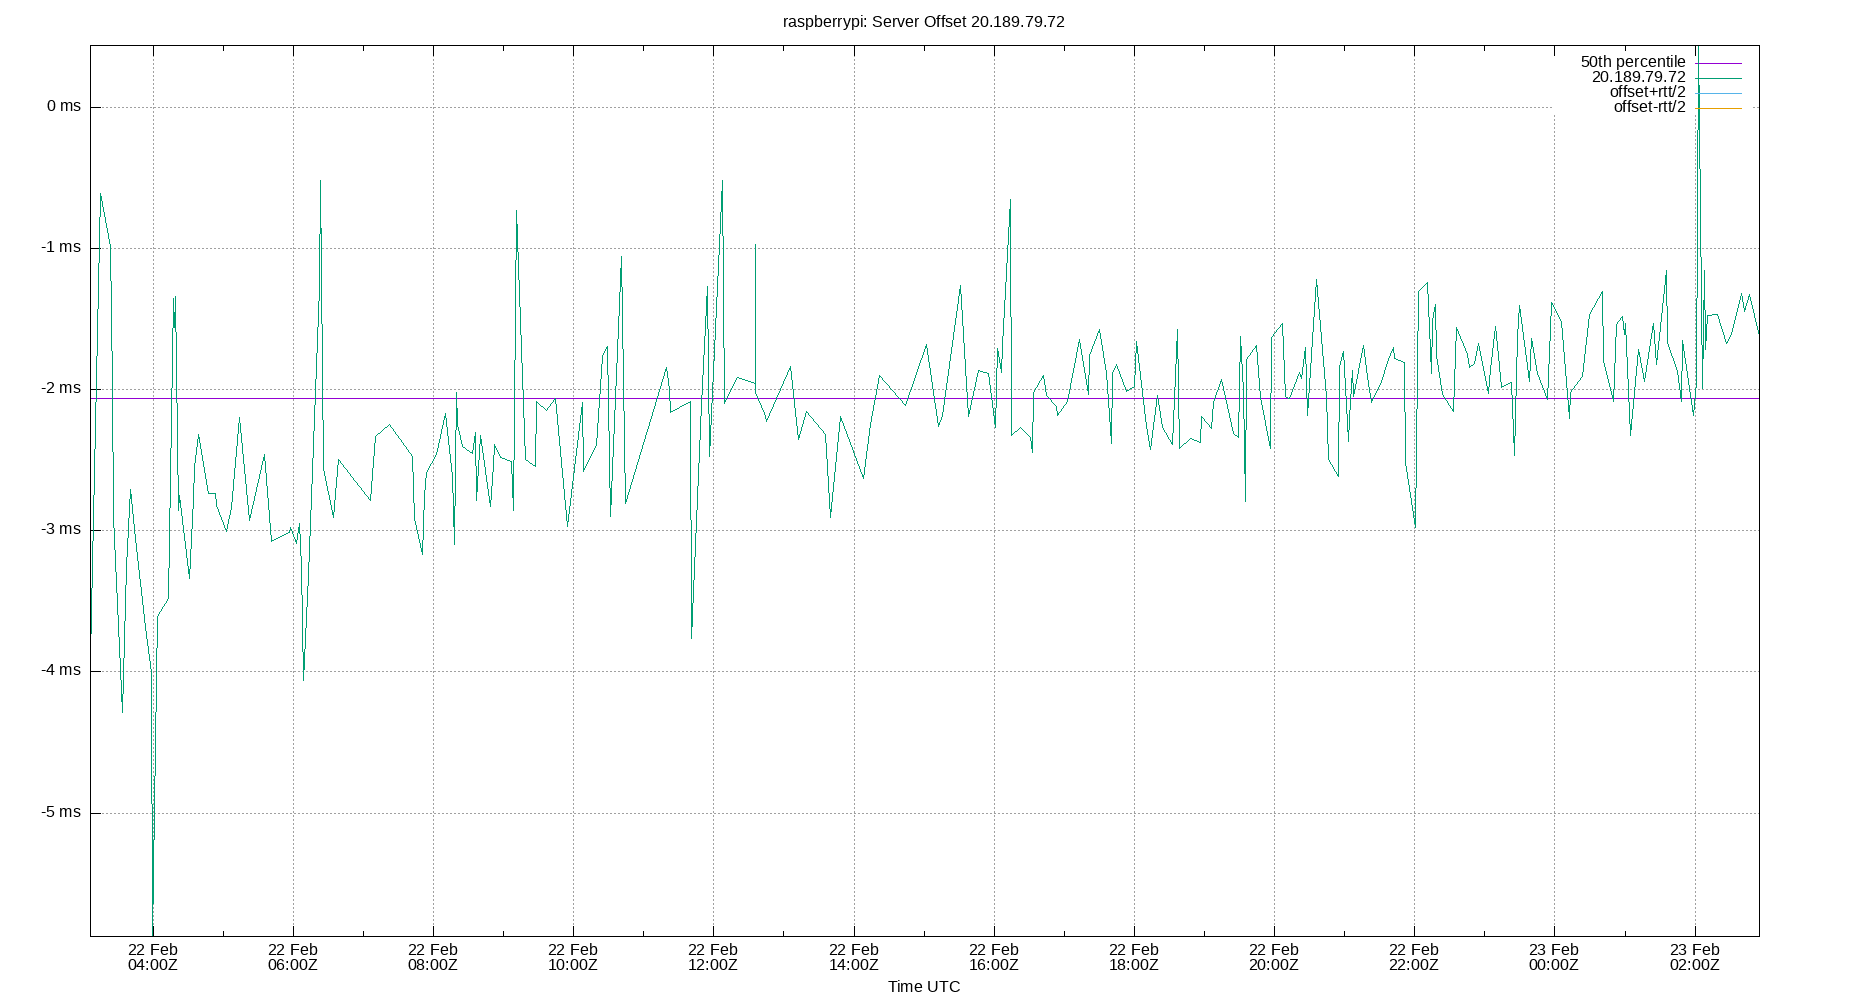 raspberrypi: Server Offset 20.189.79.72
50th percentile
20.189.79.72
offset+rtt/2
offset-rtt/2
0 ms
-1 ms
-2 ms
-3 ms
-4 ms
-5 ms
22 Feb 22 Feb 22 Feb 22 Feb 22 Feb 22 Feb 22 Feb 22 Feb 22 Feb 22 Feb 23 Feb 23 Feb
04:00Z 06:00Z 08:00Z 10:00Z 12:00Z 14:00Z 16:00Z 18:00Z 20:00Z 22:00Z 00:00Z 02:00Z
Time UTC